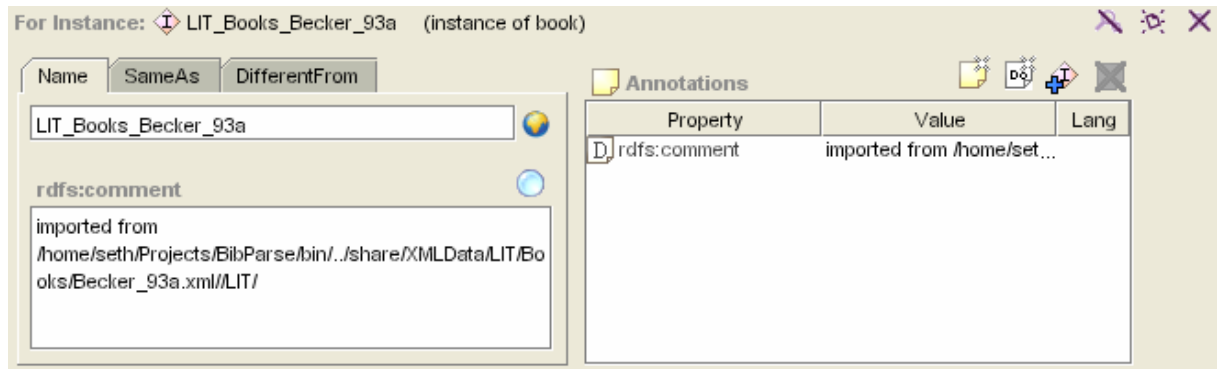 For Instance: LIT_Books_Becker_93a (instance of book)
Name SameAs DifferentFrom
LIT_Books_Becker_93a
rdfs:comment
imported from
/home/seth/Projects/BibParse/bin/../share/XMLData/LIT/Bo
oks/Becker_93a.xml//LIT/
Annotations
Property Value Lang
D rdfs:comment imported from /home/set...